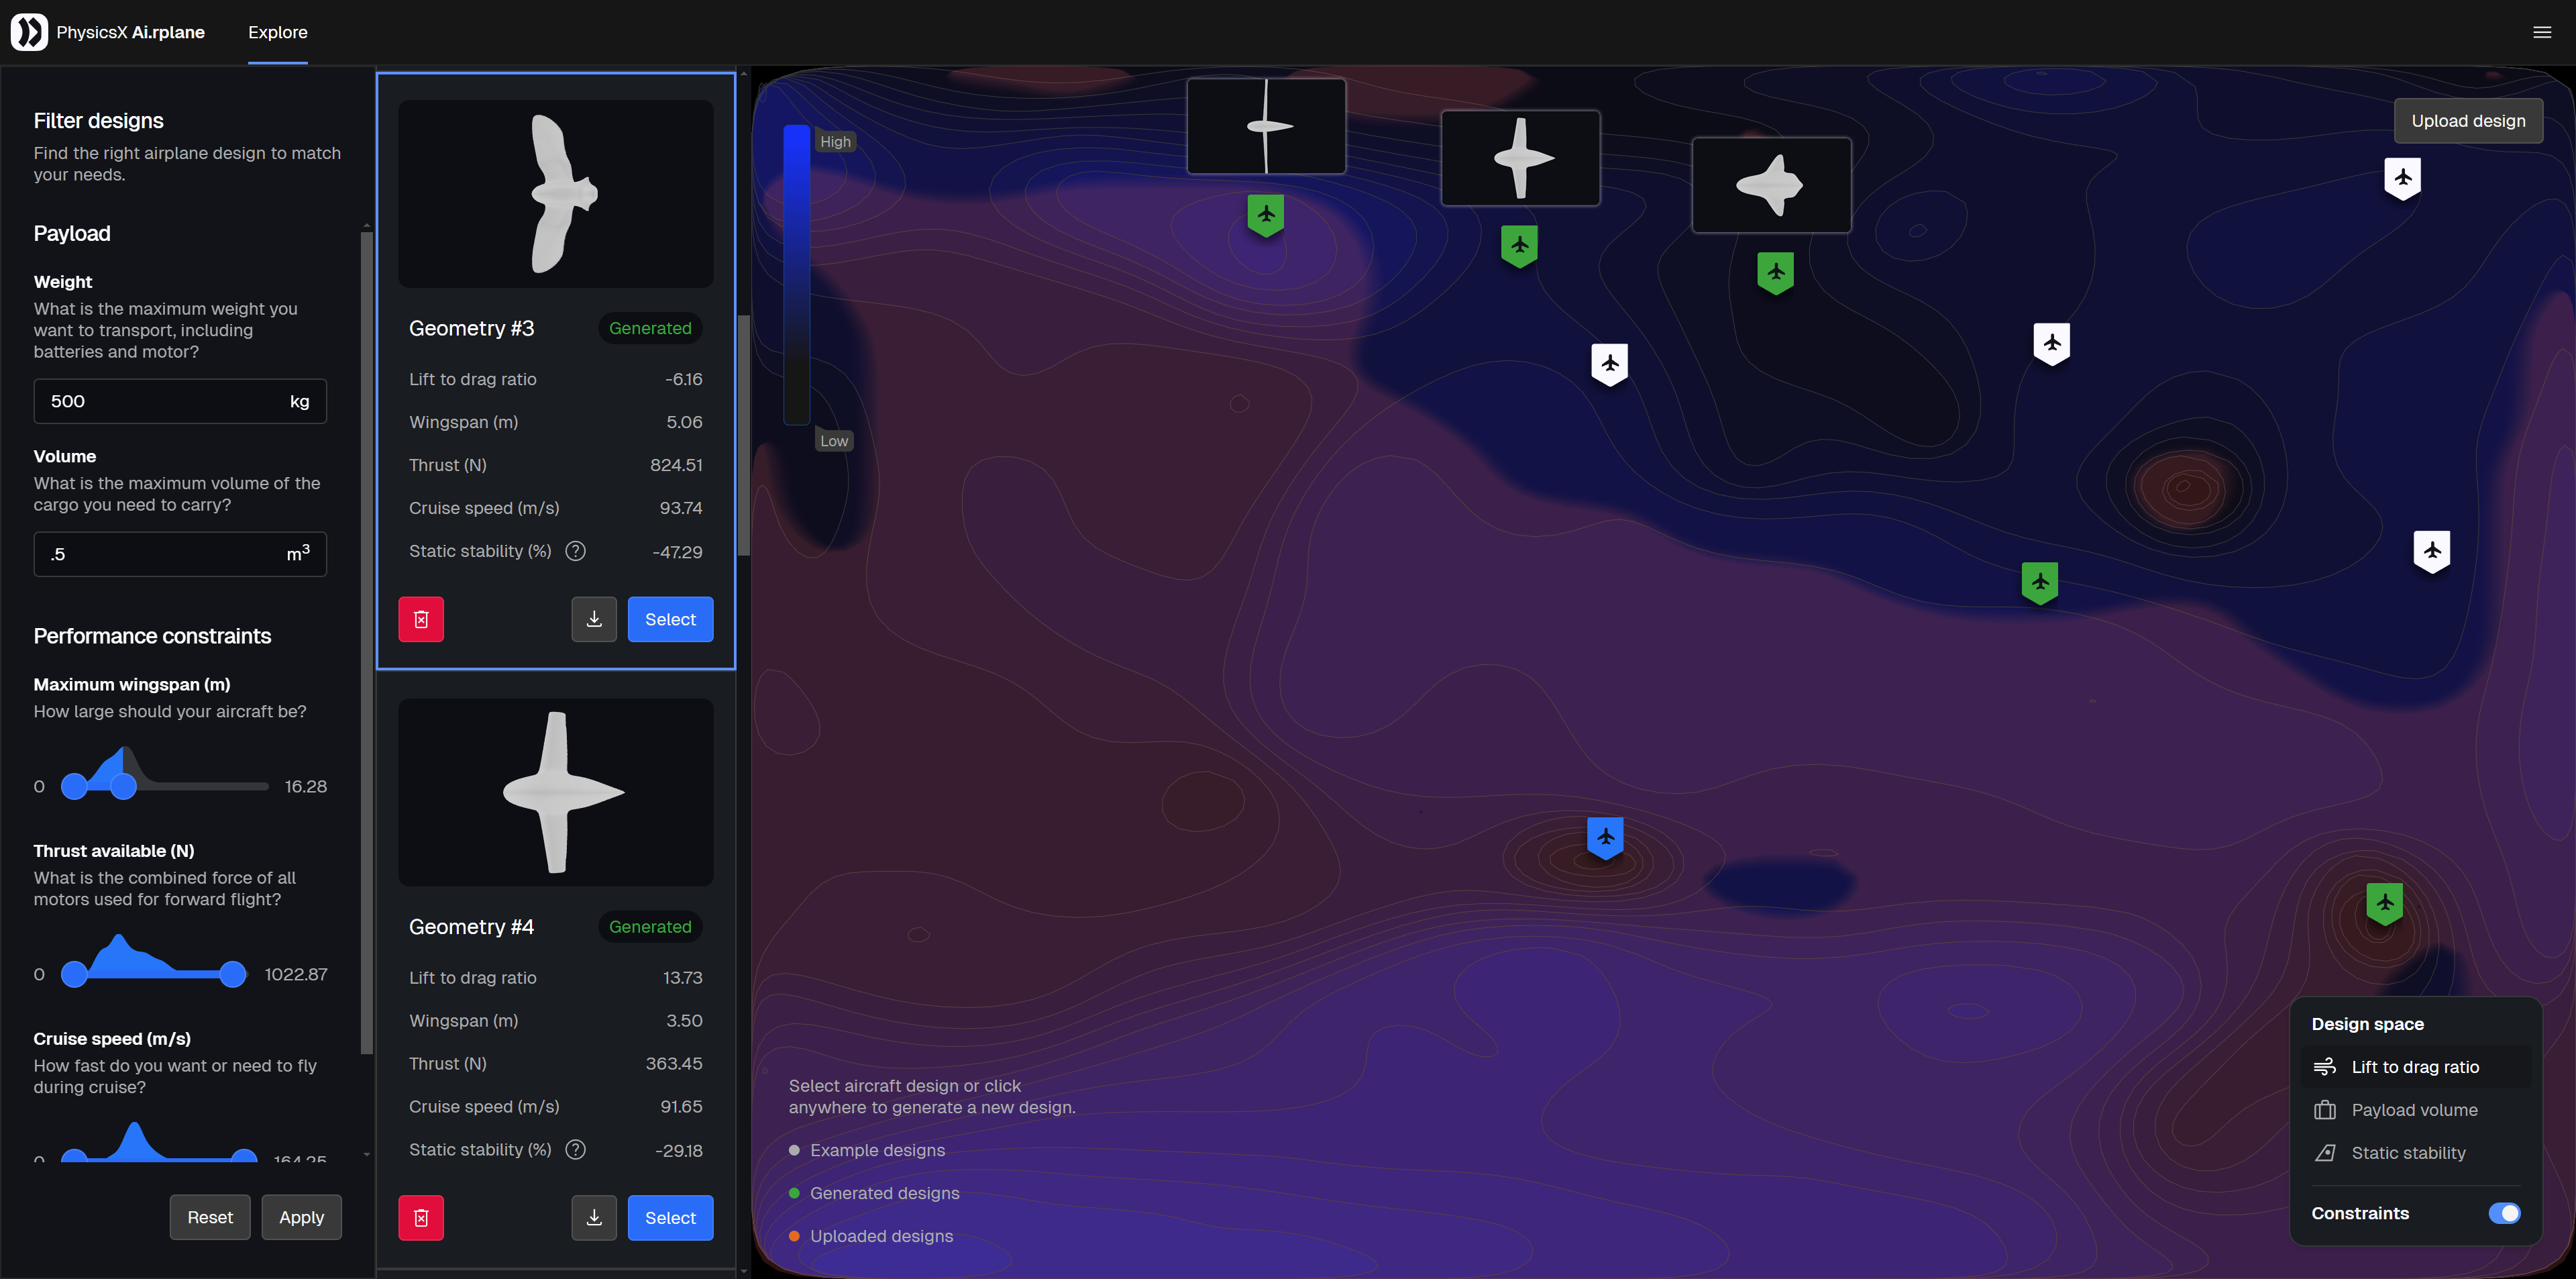 PhysicsX Ai.rplane
Explore
Filter designs
Find the right airplane design to match
your needs.
Payload
Weight
What is the maximum weight you
want to transport, including
batteries and motor?
500 kg
Volume
What is the maximum volume of the
cargo you need to carry?
.5 m³
Performance constraints
Maximum wingspan (m)
How large should your aircraft be?
0 16.28
Thrust available (N)
What is the combined force of all
motors used for forward flight?
0 1022.87
Cruise speed (m/s)
How fast do you want or need to fly
during cruise?
0 164.25
Reset Apply
Geometry #3 Generated
Lift to drag ratio -6.16
Wingspan (m) 5.06
Thrust (N) 824.51
Cruise speed (m/s) 93.74
Static stability (%) ? -47.29
Select
Geometry #4 Generated
Lift to drag ratio 13.73
Wingspan (m) 3.50
Thrust (N) 363.45
Cruise speed (m/s) 91.65
Static stability (%) ? -29.18
Select
High
Low
Upload design
Select aircraft design or click
anywhere to generate a new design.
Example designs
Generated designs
Uploaded designs
Design space
Lift to drag ratio
Payload volume
Static stability
Constraints